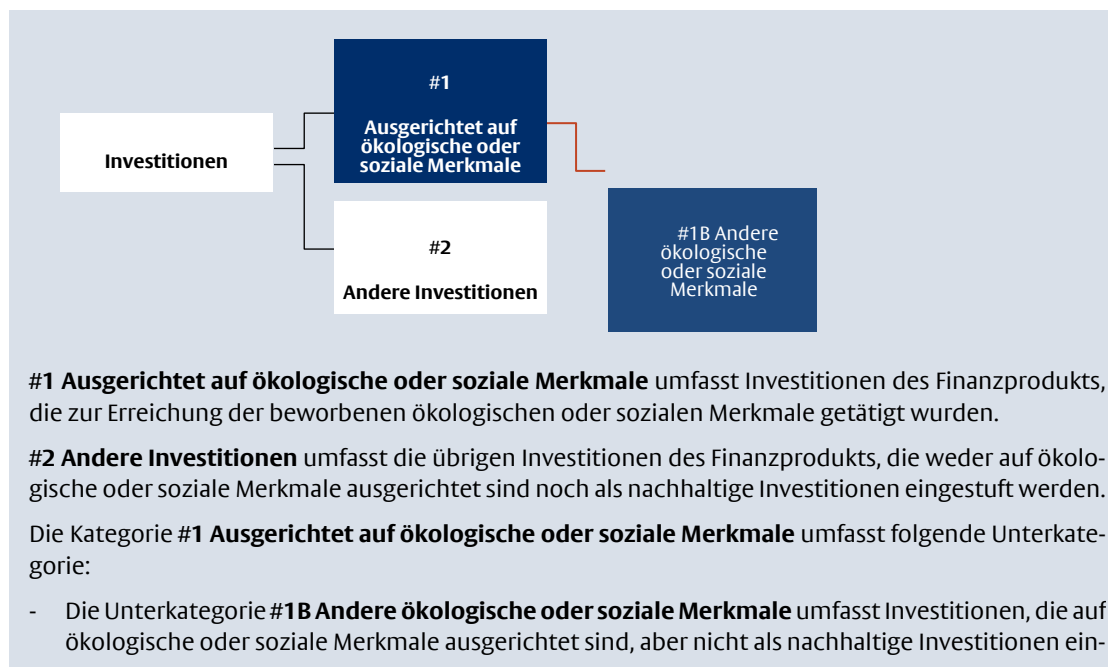 #1
Ausgerichtet auf
ökologische oder
soziale Merkmale
Investitionen
#2
Andere Investitionen
#1B Andere
ökologische
oder soziale
Merkmale
#1 Ausgerichtet auf ökologische oder soziale Merkmale umfasst Investitionen des Finanzprodukts,
die zur Erreichung der beworbenen ökologischen oder sozialen Merkmale getätigt wurden.
#2 Andere Investitionen umfasst die übrigen Investitionen des Finanzprodukts, die weder auf ökolo-
gische oder soziale Merkmale ausgerichtet sind noch als nachhaltige Investitionen eingestuft werden.
Die Kategorie #1 Ausgerichtet auf ökologische oder soziale Merkmale umfasst folgende Unterkate-
gorie:
- Die Unterkategorie #1B Andere ökologische oder soziale Merkmale umfasst Investitionen, die auf
ökologische oder soziale Merkmale ausgerichtet sind, aber nicht als nachhaltige Investitionen ein-